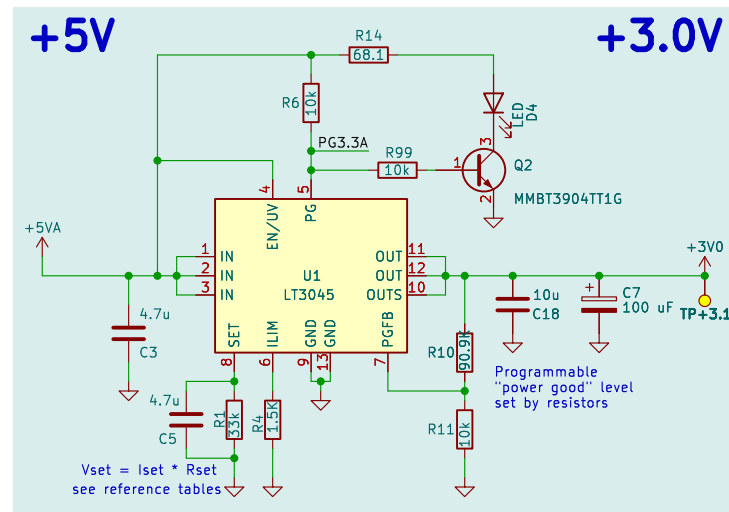 +5V
+3.0V
R14
68.1
R6
10k
LED
D4
PG3.3A
R99
10k
1
3
2
Q2
MMBT3904TT1G
4
5
EN/UV
PG
+5VA
+3V0
1
IN
2
IN
3
IN
U1
LT3045
OUT
11
OUT
12
OUTS
10
SET
ILIM
GND
GND
PGFB
8
6
9
13
7
4.7u
C3
10u
C18
+
C7
100 uF
TP+3.1
R10
90.9K
Programmable
"power good" level
set by resistors
4.7u
C5
R1
33k
R4
1.5K
R11
10k
Vset = Iset * Rset
see reference tables